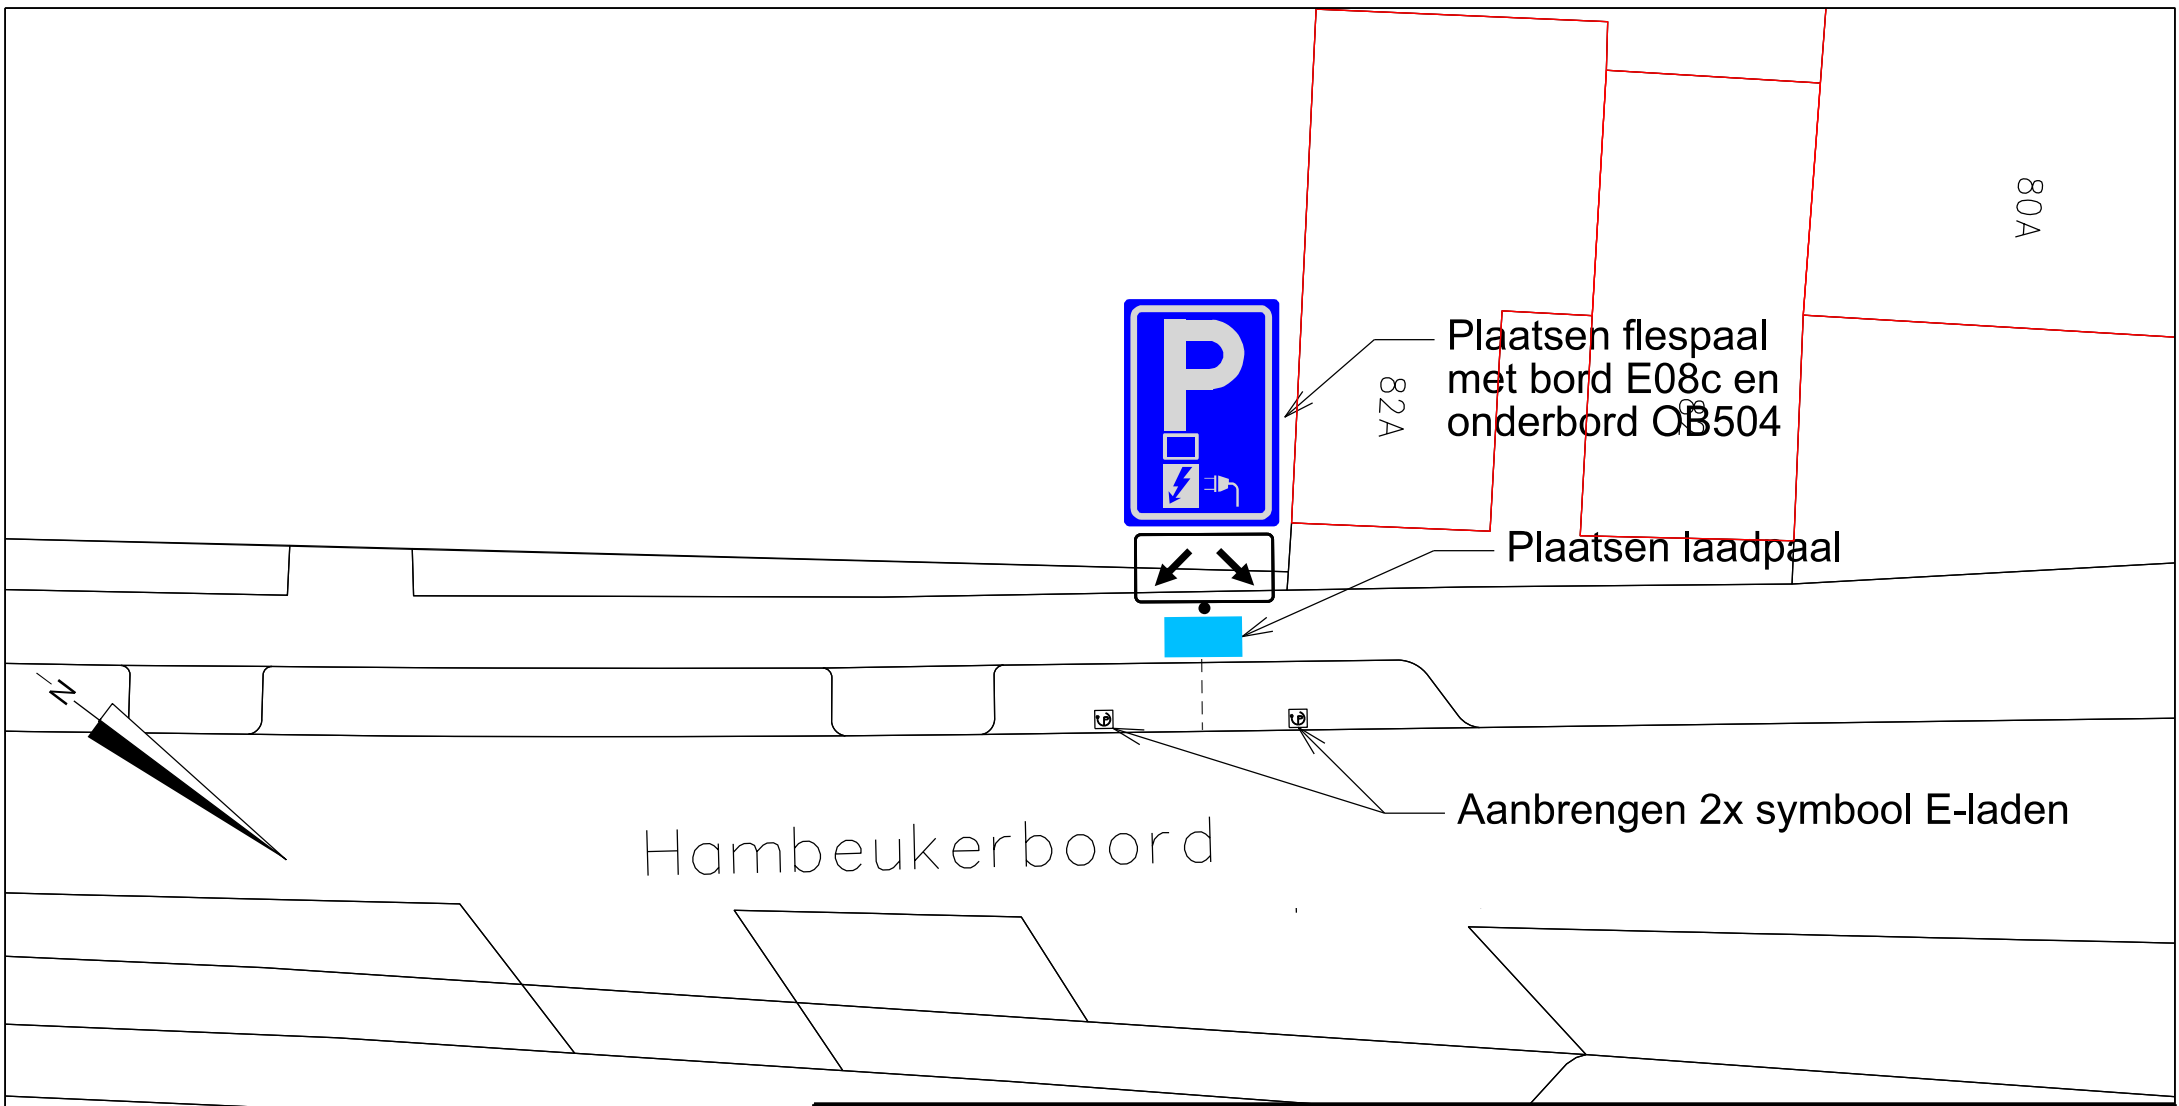 80A
P
Plaatsen flespaal
met bord E08c en
onderbord OB504
82A
Plaatsen laadpaal
N
Aanbrengen 2x symbool E-laden
Hambeukerboord